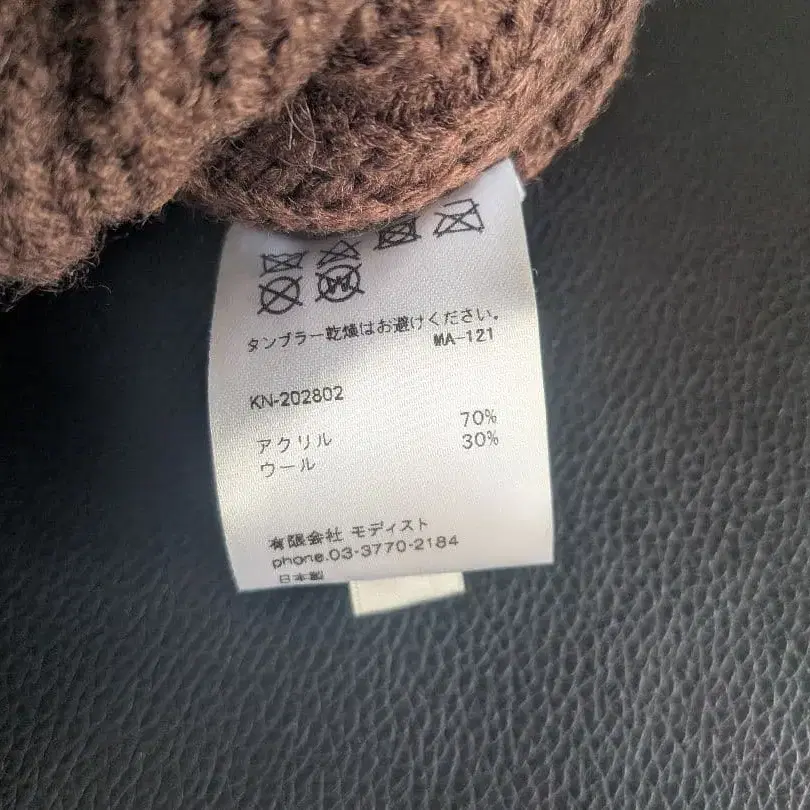 タンブラー乾燥はお避けください。
MA-121
KN-202802
アクリル 70%
ウール 30%
有限会社 モディスト
phone.03-3770-2184
日本製